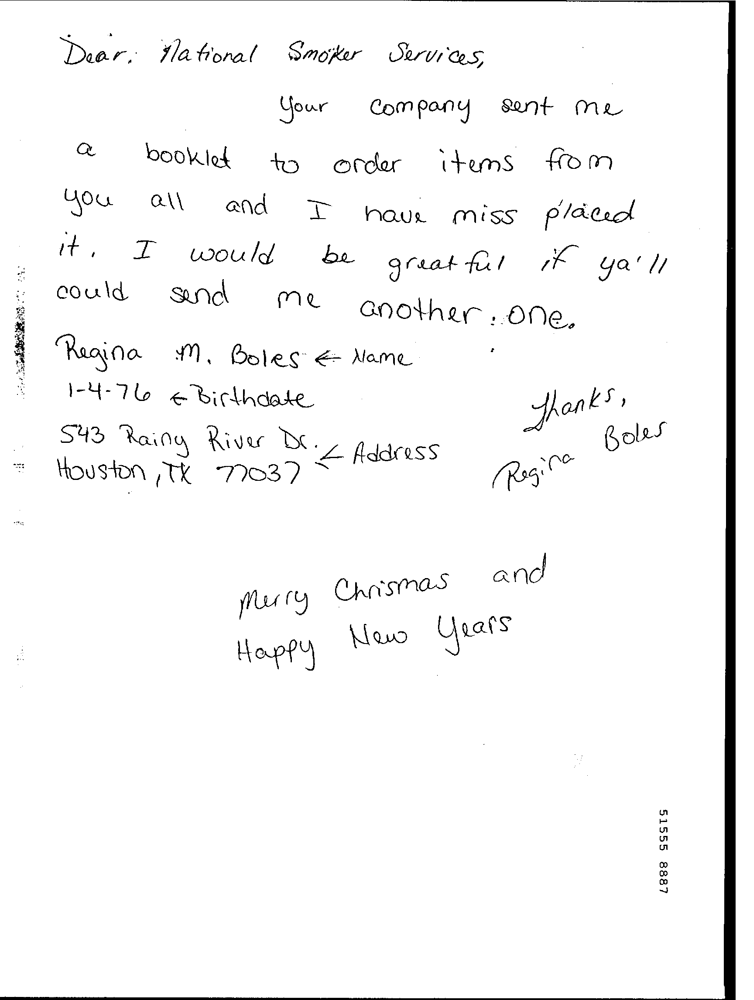 Dear, National Smoker Services,
Your company sent me
a booklet to order items from
you all and I have miss placed
it. I would be greatful if ya'll
could send me another one.
Regina M. Boles ← Name
1-4-76 ← Birthdate
543 Rainy River Dr. ← Address
Houston, TX 77037
Thanks,
Regina Boles
Merry Chrismas and
Happy New Years
51555 8887